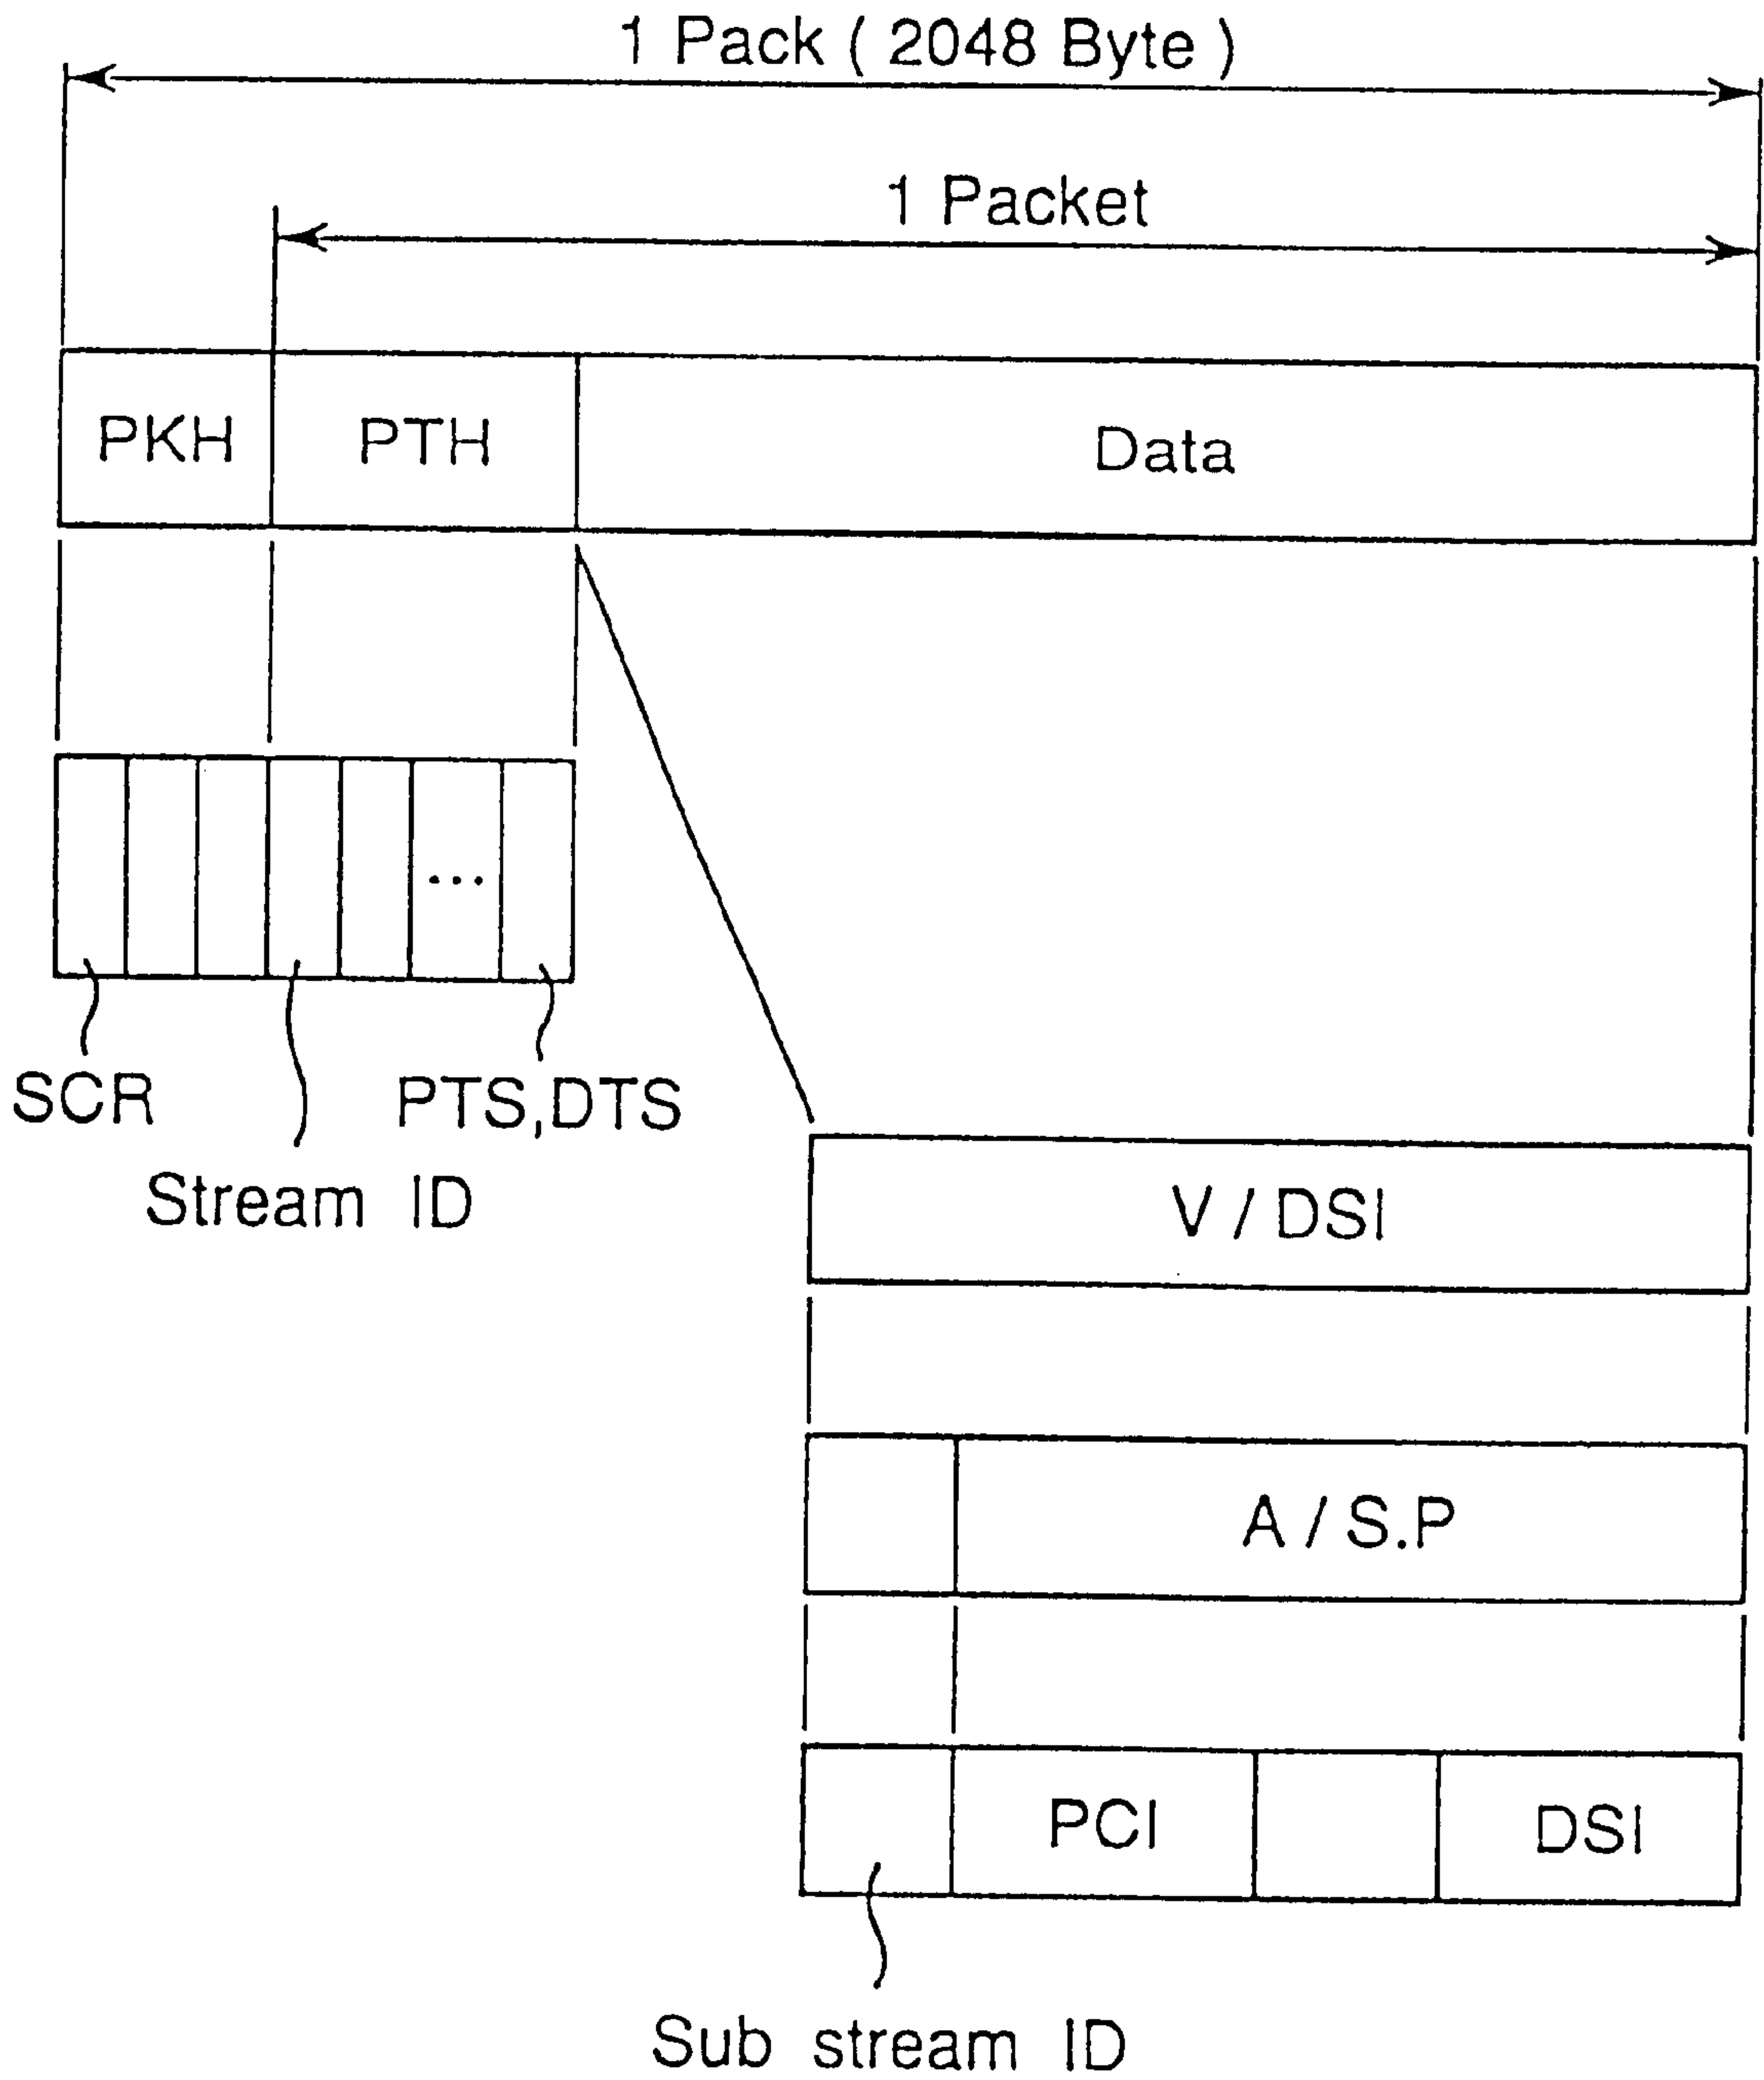 1 Pack ( 2048 Byte )
1 Packet
PKH
PTH
Data
...
SCR
PTS,DTS
Stream ID
V / DSI
A / S.P
PCI
DSI
Sub stream ID